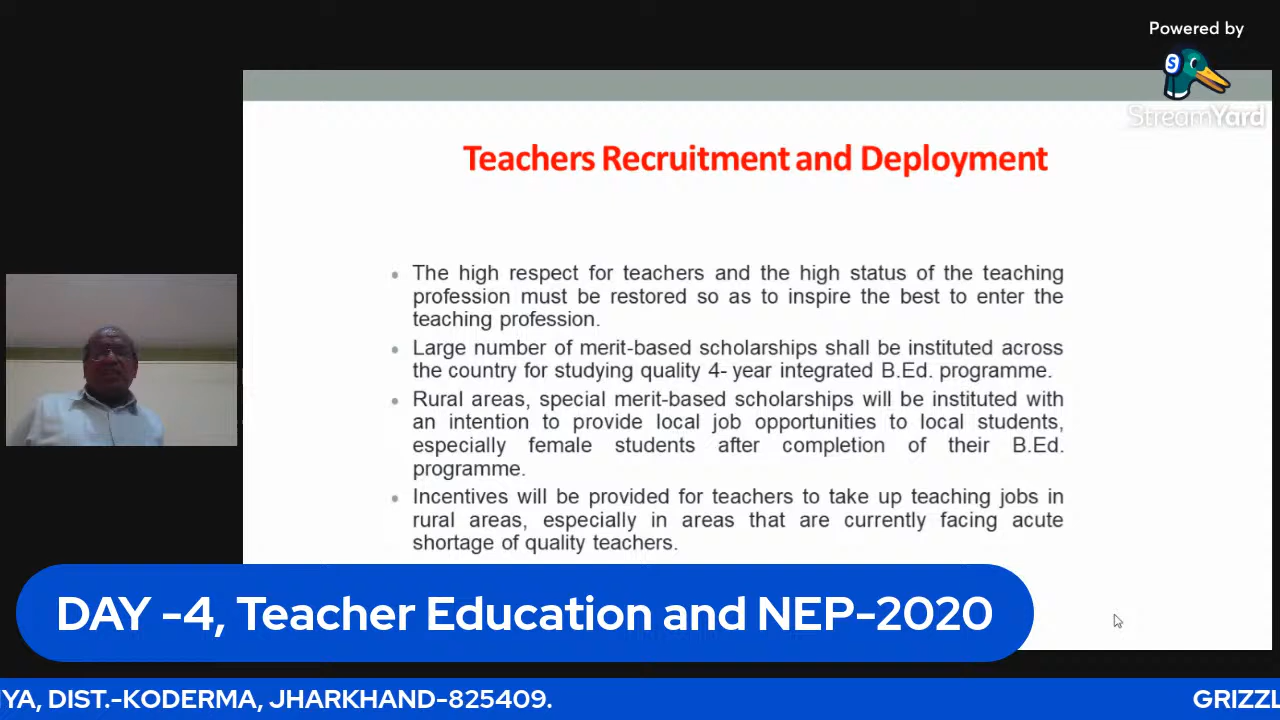 Powered by
StreamYard
Teachers Recruitment and Deployment
The high respect for teachers and the high status of the teaching
profession must be restored so as to inspire the best to enter the
teaching profession.
Large number of merit-based scholarships shall be instituted across
the country for studying quality 4- year integrated B.Ed. programme.
Rural areas, special merit-based scholarships will be instituted with
an intention to provide local job opportunities to local students,
especially female students after completion of their B.Ed.
programme.
Incentives will be provided for teachers to take up teaching jobs in
rural areas, especially in areas that are currently facing acute
shortage of quality teachers.
DAY -4, Teacher Education and NEP-2020
IYA, DIST.-KODERMA, JHARKHAND-825409. GRIZZL